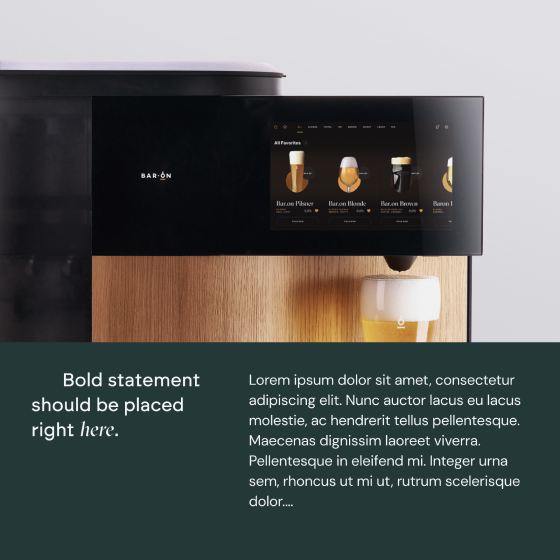 BAR·ON
All Favorites
Bar.on Pilsner
Bar.on Blonde
Bar.on Brown
Bar.on
Bold statement
should be placed
right here.
Lorem ipsum dolor sit amet, consectetur
adipiscing elit. Nunc auctor lacus eu lacus
molestie, ac hendrerit tellus pellentesque.
Maecenas dignissim laoreet viverra.
Pellentesque in eleifend mi. Integer urna
sem, rhoncus ut mi ut, rutrum scelerisque
dolor....